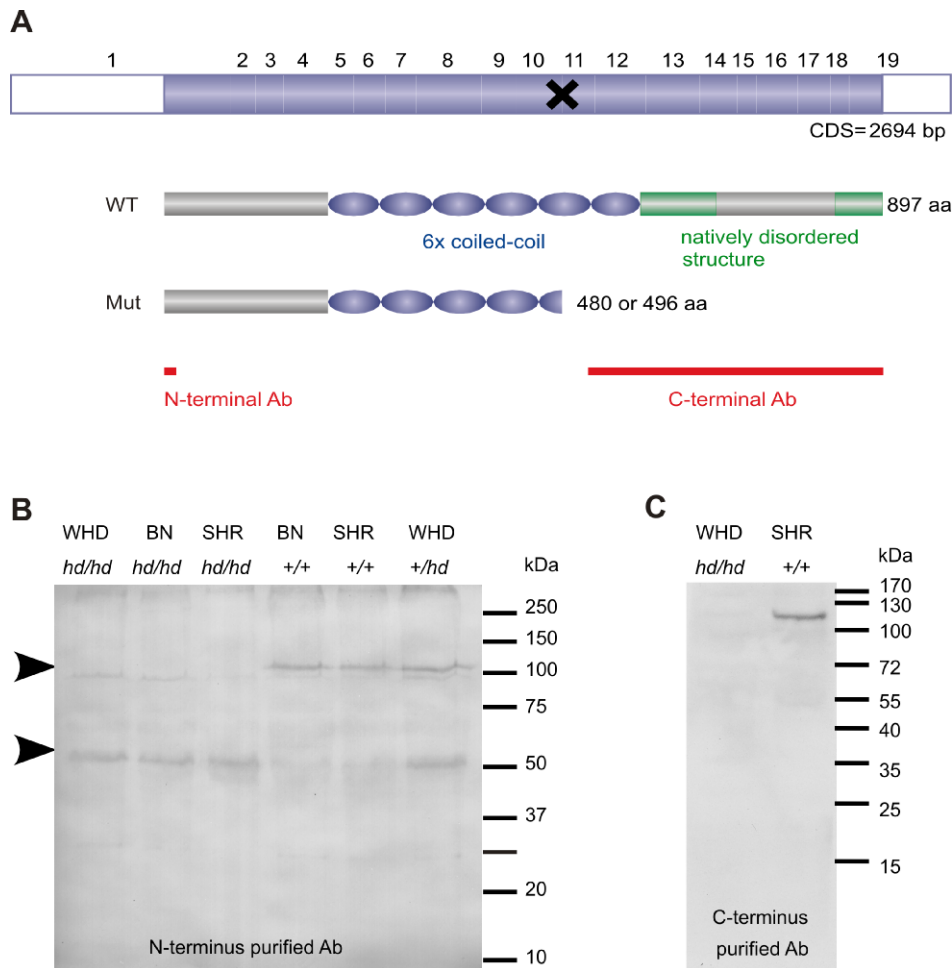 A
1 2 3 4 5 6 7 8 9 10 11 12 13 14 15 16 17 18 19
CDS= 2694 bp
WT
897 aa
6x coiled-coil
natively disordered
structure
Mut
480 or 496 aa
N-terminal Ab
C-terminal Ab
B
WHD BN SHR BN SHR WHD
hd/hd hd/hd hd/hd +/+ +/+ +/hd
kDa
250
150
100
75
50
37
20
10
N-terminus purified Ab
C
WHD SHR
hd/hd +/+
kDa
170
130
100
72
55
40
35
25
15
C-terminus
purified Ab